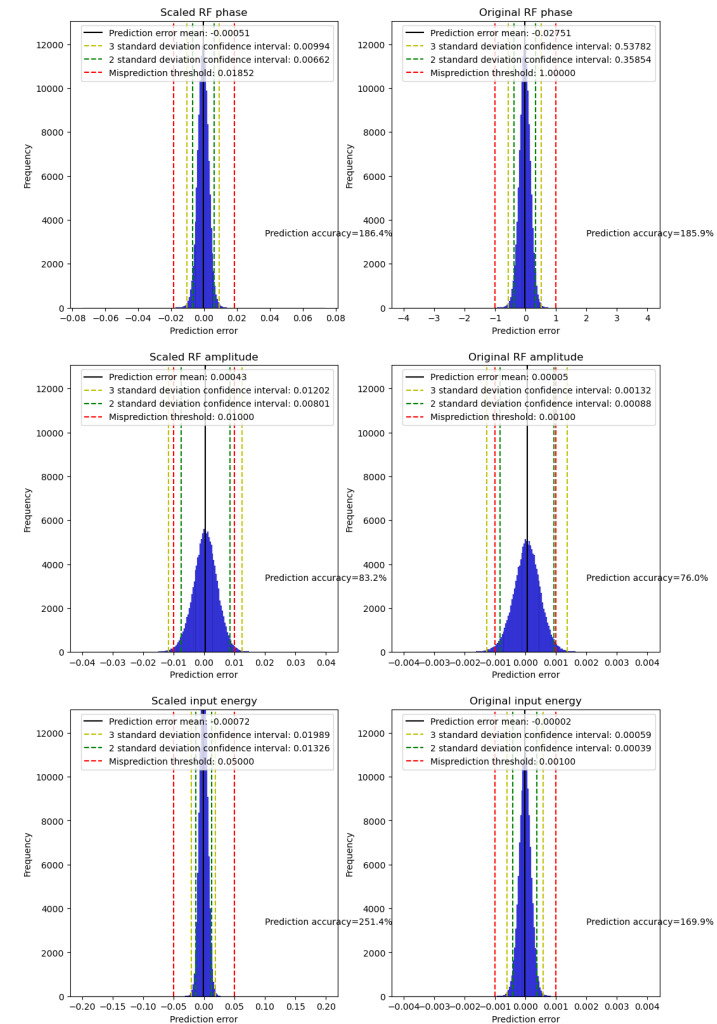 Scaled RF phase
Prediction error mean: -0.00051
3 standard deviation confidence interval: 0.00994
2 standard deviation confidence interval: 0.00662
Misprediction threshold: 0.01852
12000
10000
8000
6000
4000
2000
0
Frequency
Prediction accuracy=186.4%
−0.08 −0.06 −0.04 −0.02 0.00 0.02 0.04 0.06 0.08
Prediction error
Original RF phase
Prediction error mean: -0.02751
3 standard deviation confidence interval: 0.53782
2 standard deviation confidence interval: 0.35854
Misprediction threshold: 1.00000
12000
10000
8000
6000
4000
2000
0
Frequency
Prediction accuracy=185.9%
−4 −3 −2 −1 0 1 2 3 4
Prediction error
Scaled RF amplitude
Prediction error mean: 0.00043
3 standard deviation confidence interval: 0.01202
2 standard deviation confidence interval: 0.00801
Misprediction threshold: 0.01000
12000
10000
8000
6000
4000
2000
0
Frequency
Prediction accuracy=83.2%
−0.04 −0.03 −0.02 −0.01 0.00 0.01 0.02 0.03 0.04
Prediction error
Original RF amplitude
Prediction error mean: 0.00005
3 standard deviation confidence interval: 0.00132
2 standard deviation confidence interval: 0.00088
Misprediction threshold: 0.00100
12000
10000
8000
6000
4000
2000
0
Frequency
Prediction accuracy=76.0%
−0.004 −0.003 −0.002 −0.001 0.000 0.001 0.002 0.003 0.004
Prediction error
Scaled input energy
Prediction error mean: -0.00072
3 standard deviation confidence interval: 0.01989
2 standard deviation confidence interval: 0.01326
Misprediction threshold: 0.05000
12000
10000
8000
6000
4000
2000
0
Frequency
Prediction accuracy=251.4%
−0.20 −0.15 −0.10 −0.05 0.00 0.05 0.10 0.15 0.20
Prediction error
Original input energy
Prediction error mean: -0.00002
3 standard deviation confidence interval: 0.00059
2 standard deviation confidence interval: 0.00039
Misprediction threshold: 0.00100
12000
10000
8000
6000
4000
2000
0
Frequency
Prediction accuracy=169.9%
−0.004 −0.003 −0.002 −0.001 0.000 0.001 0.002 0.003 0.004
Prediction error